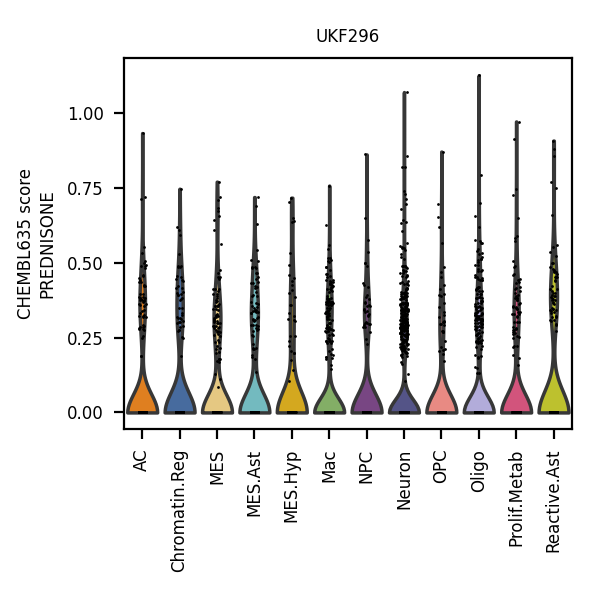 UKF296
CHEMBL635 score
PREDNISONE
1.00
0.75
0.50
0.25
0.00
AC
Chromatin.Reg
MES
MES.Ast
MES.Hyp
Mac
NPC
Neuron
OPC
Oligo
Prolif.Metab
Reactive.Ast